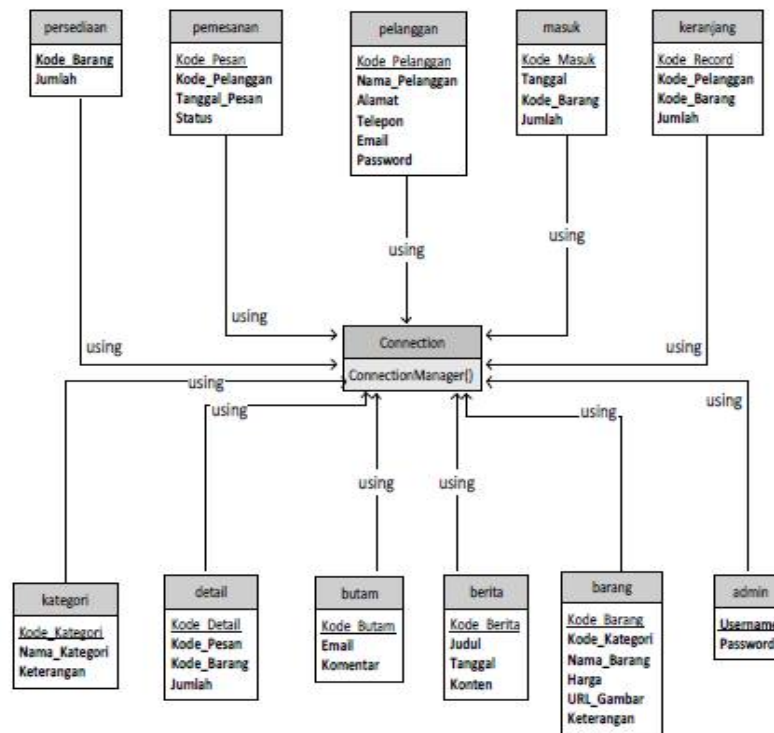 persediaan
Kode_Barang
Jumlah
pemesanan
Kode_Pesan
Kode_Pelanggan
Tanggal_Pesan
Status
pelanggan
Kode_Pelanggan
Nama_Pelanggan
Alamat
Telepon
Email
Password
masuk
Kode_Masuk
Tanggal
Kode_Barang
Jumlah
keranjang
Kode_Record
Kode_Pelanggan
Kode_Barang
Jumlah
using
using
using
using
using
Connection
ConnectionManager()
using
using
using
using
using
using
kategori
Kode_Kategori
Nama_Kategori
Keterangan
detail
Kode_Detail
Kode_Pesan
Kode_Barang
Jumlah
butam
Kode_Butam
Email
Komentar
berita
Kode_Berita
Judul
Tanggal
Konten
barang
Kode_Barang
Kode_Kategori
Nama_Barang
Harga
URL_Gambar
Keterangan
admin
Username
Password